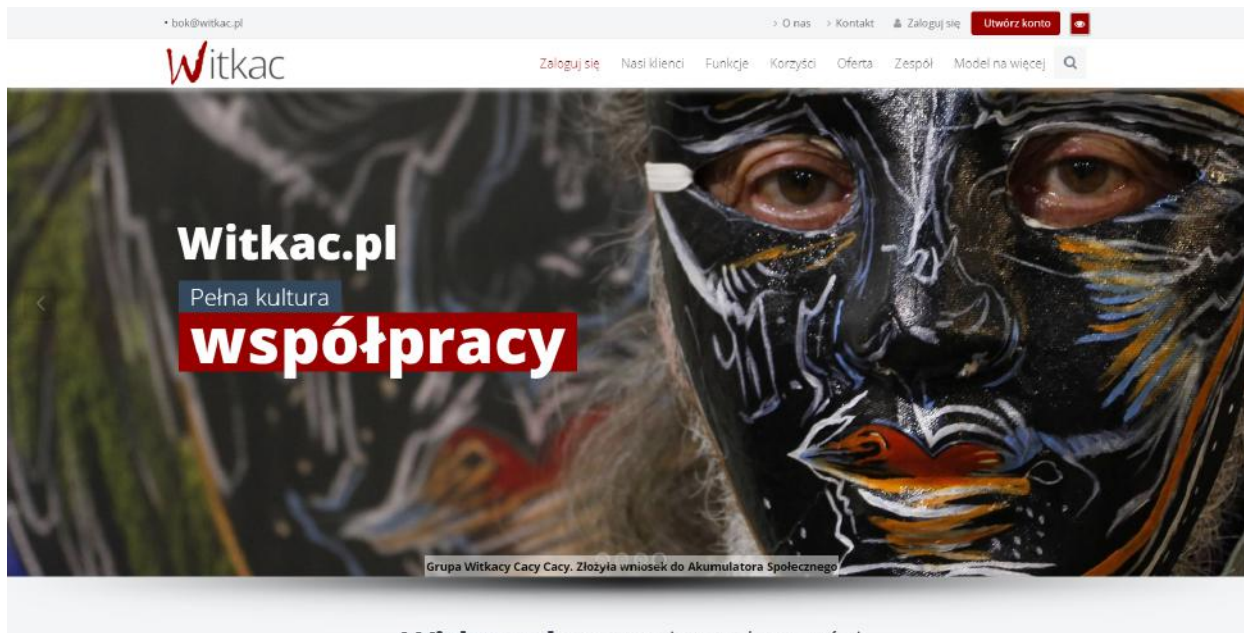 • bok@witkac.pl > O nas > Kontakt Zaloguj się Utwórz konto
Witkac Zaloguj się Nasi klienci Funkcje Korzyści Oferta Zespół Model na więcej
Witkac.pl
Pełna kultura
współpracy
Grupa Witkacy Cacy Cacy. Złożyła wniosek do Akumulatora Społecznego